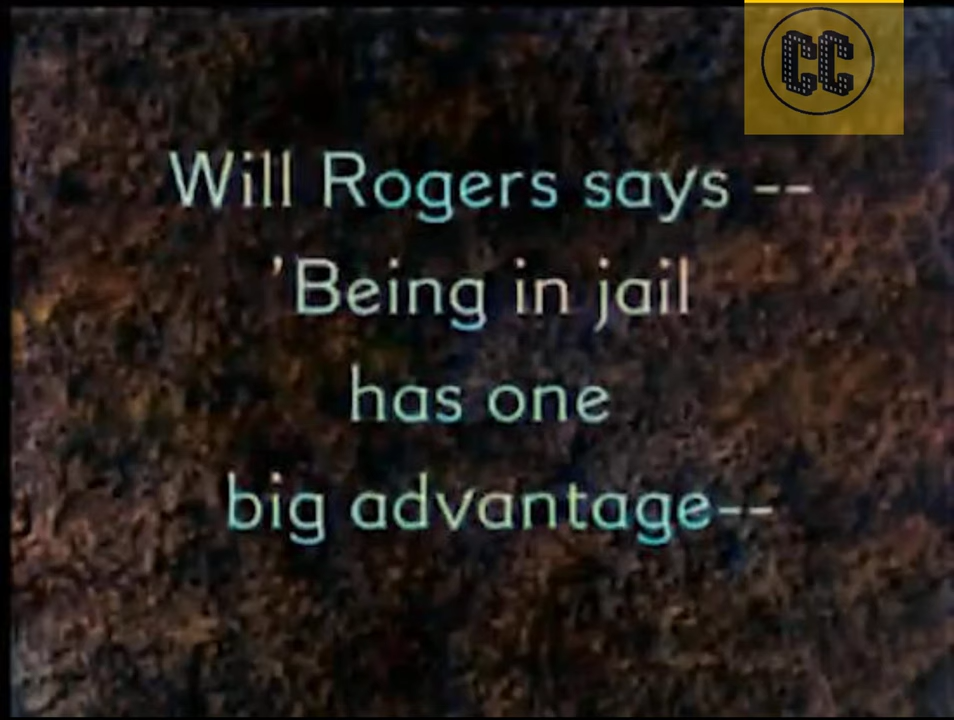 CC
Will Rogers says --
'Being in jail
has one
big advantage--